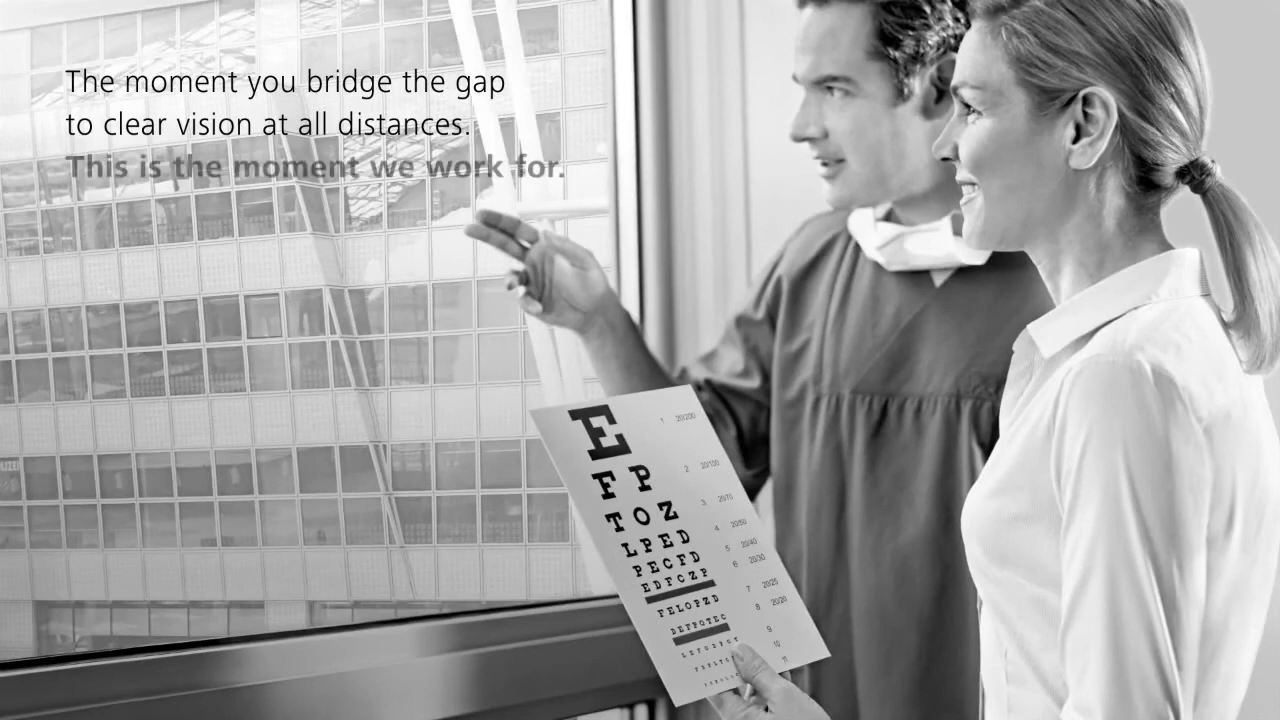 The moment you bridge the gap
to clear vision at all distances.
This is the moment we work for.
E 1 20/200
F P 2 20/100
T O Z 3 20/70
L P E D 4 20/50
P E C F D 5 20/40
E D F C Z P 6 20/30
F E L O P Z D 7 20/25
D E F P O T E C 8 20/20
9
10
11